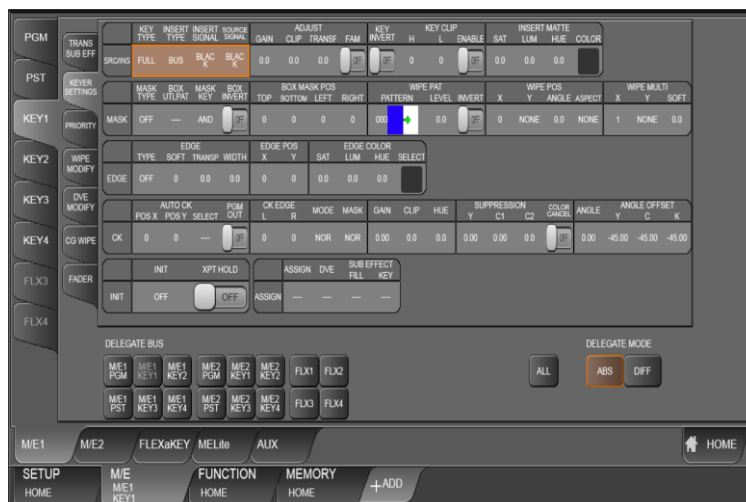 PGM
PST
KEY1
KEY2
KEY3
KEY4
FLX3
FLX4
TRANS
SUB EFF
KEYER
SETTINGS
PRIORITY
WIPE
MODIFY
DVE
MODIFY
CG WIPE
FADER
KEY TYPE INSERT TYPE INSERT SIGNAL SOURCE SIGNAL ADJUST GAIN CLIP TRANSF FAM KEY INVERT KEY CLIP H L ENABLE INSERT MATTE SAT LUM HUE COLOR
SRC/INS FULL BUS BLAC K BLAC K 0.0 0.0 0.0 OFF OFF 0 0 OFF 0.0 0.0 0.0
MASK TYPE BOX UTLPAT MASK KEY BOX INVERT BOX MASK POS TOP BOTTOM LEFT RIGHT WIPE PAT PATTERN LEVEL INVERT WIPE POS X Y ANGLE ASPECT WIPE MULTI X Y SOFT
MASK OFF — AND OFF 0 0 0 0 000 0.0 OFF 0 NONE 0.0 NONE 1 NONE 0.0
EDGE EDGE POS EDGE COLOR
TYPE SOFT TRANSP WIDTH X Y SAT LUM HUE SELECT
EDGE OFF 0 0.0 0.0 0 0 0.0 0.0 0.0
AUTO CK POS X POS Y SELECT PGM OUT CK EDGE L R MODE MASK GAIN CLIP HUE SUPPRESSION Y C1 C2 COLOR CANCEL ANGLE ANGLE OFFSET Y C K
CK 0 0 — OFF 0 0 NOR NOR 0.00 0.0 0.0 0.00 0.00 0.0 OFF 0.00 -45.00 -45.00 -45.00
INIT XPT HOLD ASSIGN DVE SUB EFFECT FILL KEY
INIT OFF OFF ASSIGN — — — —
DELEGATE BUS DELEGATE MODE
M/E1 PGM M/E1 KEY1 M/E1 KEY2 M/E2 PGM M/E2 KEY1 M/E2 KEY2 FLX1 FLX2 ALL ABS DIFF
M/E1 PST M/E1 KEY3 M/E1 KEY4 M/E2 PST M/E2 KEY3 M/E2 KEY4 FLX3 FLX4
M/E1 M/E2 FLEXaKEY MELite AUX HOME
SETUP M/E FUNCTION MEMORY +ADD
HOME M/E1 HOME HOME
KEY1